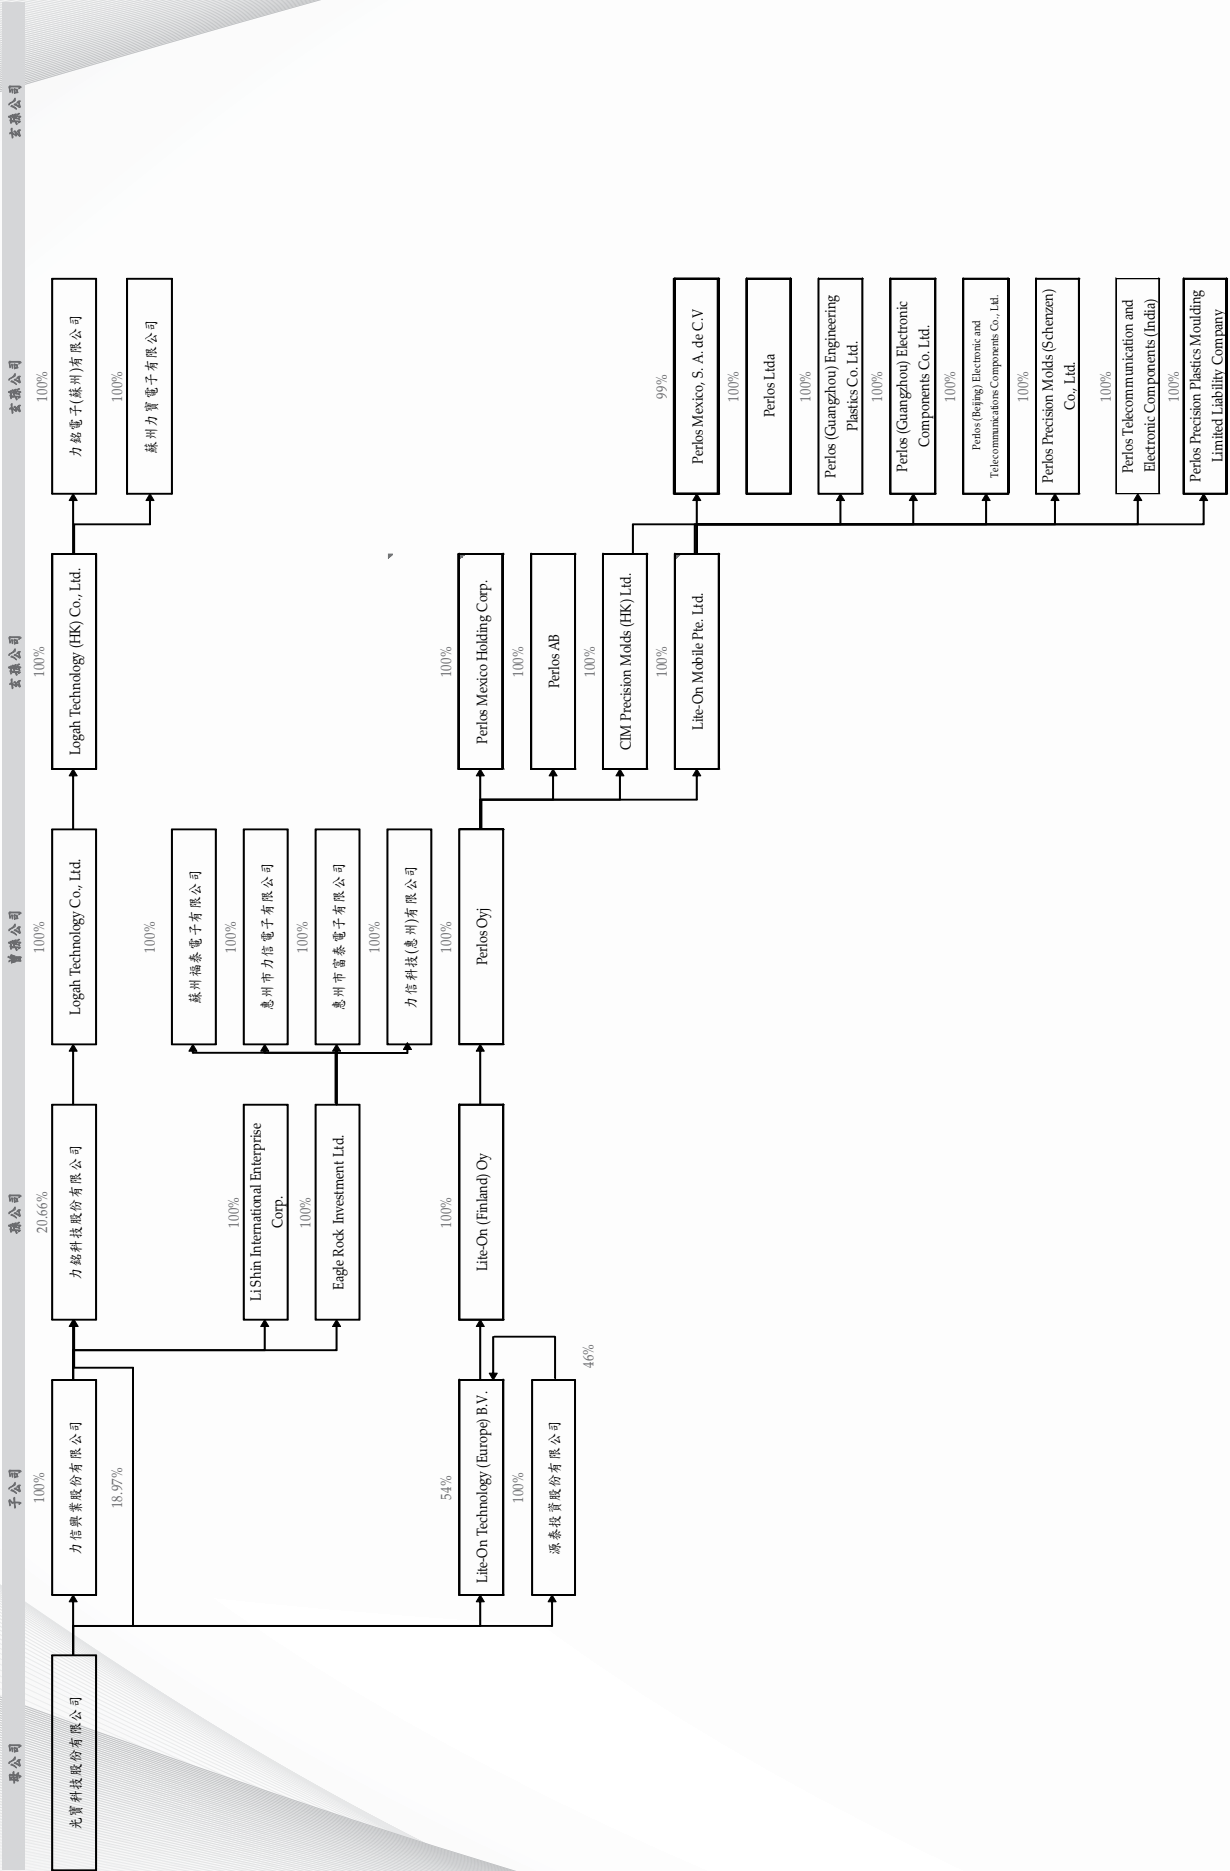 母公司
子公司
孫公司
曾孫公司
玄孫公司
玄孫公司
玄孫公司
光寶科技股份有限公司
100%
力信興業股份有限公司
18.97%
54%
Lite-On Technology (Europe) B.V.
100%
源泰投資股份有限公司
46%
20.66%
力銘科技股份有限公司
100%
Li Shin International Enterprise
Corp.
100%
Eagle Rock Investment Ltd.
100%
Lite-On (Finland) Oy
100%
Logah Technology Co., Ltd.
100%
蘇州福泰電子有限公司
100%
惠州市力信電子有限公司
100%
惠州市富泰電子有限公司
100%
力信科技(惠州)有限公司
100%
Perlos Oyj
100%
Logah Technology (HK) Co., Ltd.
100%
Perlos Mexico Holding Corp.
100%
Perlos AB
100%
CIM Precision Molds (HK) Ltd.
100%
Lite-On Mobile Pte. Ltd.
100%
力銘電子(蘇州)有限公司
100%
蘇州力寶電子有限公司
99%
Perlos Mexico, S. A. de C.V
100%
Perlos Ltda
100%
Perlos (Guangzhou) Engineering
Plastics Co. Ltd.
100%
Perlos (Guangzhou) Electronic
Components Co. Ltd.
100%
Perlos (Beijing) Electronic and
Telecommunications Components Co., Ltd.
100%
Perlos Precision Molds (Schenzen)
Co., Ltd.
100%
Perlos Telecommunication and
Electronic Components (India)
100%
Perlos Precision Plastics Moulding
Limited Liability Company